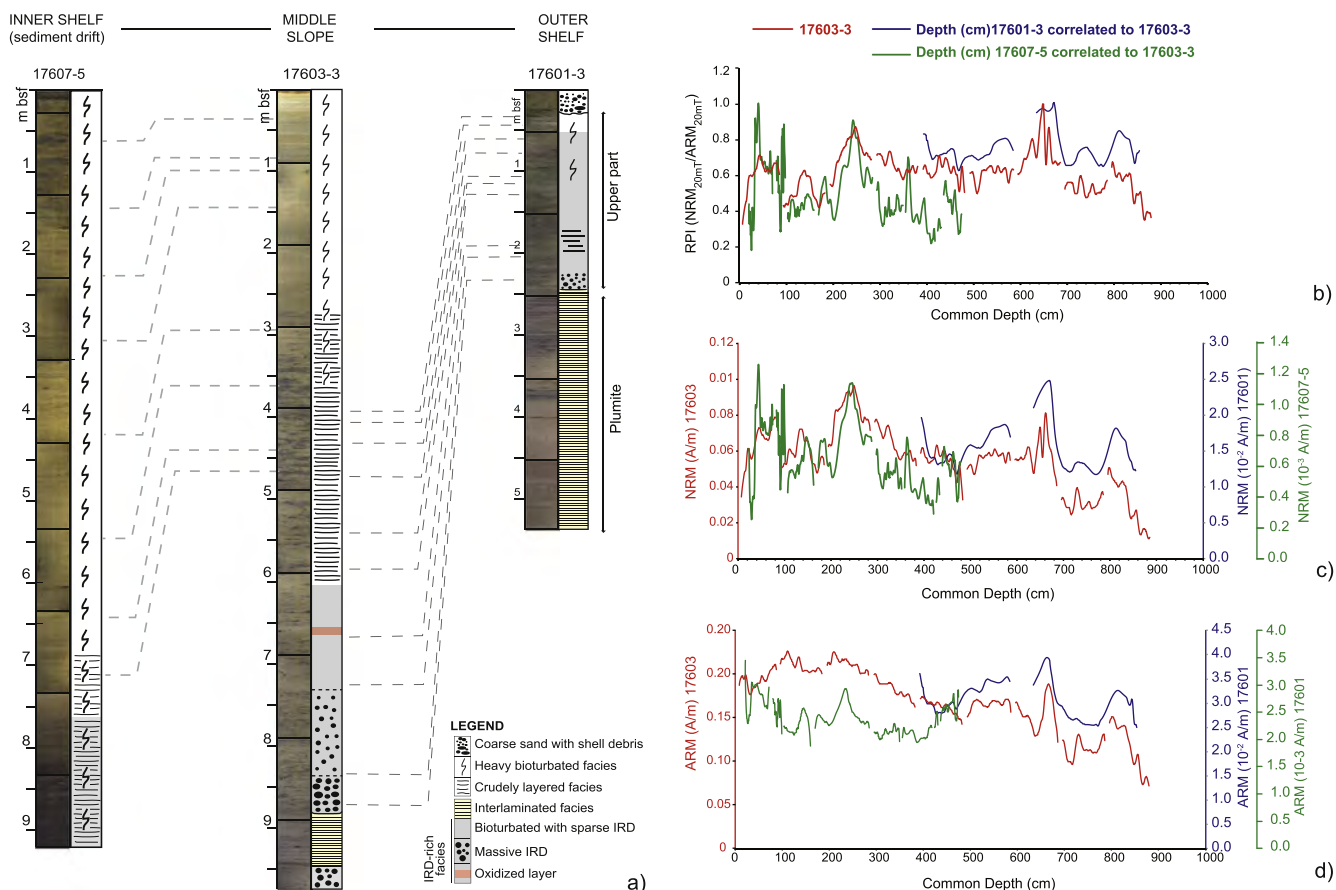 INNER SHELF
(sediment drift)
MIDDLE
SLOPE
OUTER
SHELF
17607-5
17603-3
17601-3
m bsf
1
2
3
4
5
6
7
8
9
m bsf
1
2
3
4
5
6
7
8
9
m bsf
1
2
3
4
5
Upper part
Plumite
LEGEND
Coarse sand with shell debris
Heavy bioturbated facies
Crudely layered facies
Interlaminated facies
IRD-rich
facies
Bioturbated with sparse IRD
Massive IRD
Oxidized layer
a)
17603-3
Depth (cm)17601-3 correlated to 17603-3
Depth (cm) 17607-5 correlated to 17603-3
RPI (NRM20mT/ARM20mT)
1.2
1.0
0.8
0.6
0.4
0.2
0
0 100 200 300 400 500 600 700 800 900 1000
Common Depth (cm)
b)
NRM (A/m) 17603
0.12
0.10
0.08
0.06
0.04
0.02
0
0 100 200 300 400 500 600 700 800 900 1000
Common Depth (cm)
3.0
2.5
2.0
1.5
1.0
0.5
0.0
NRM (10-2 A/m) 17601)
1.4
1.2
1.0
0.8
0.6
0.4
0.2
0.0
NRM (10-3 A/m) 17607-5
c)
ARM (A/m) 17603
0.20
0.20
0.15
0.10
0.05
0.00
0 100 200 300 400 500 600 700 800 900 1000
Common Depth (cm)
4.5
4.0
3.5
3.0
2.5
2.0
1.5
1.0
0.5
0.0
ARM (10-2 A/m) 17601
4.0
3.5
3.0
2.5
2.0
1.5
1.0
0.5
0.0
ARM (10-3 A/m) 17601
d)